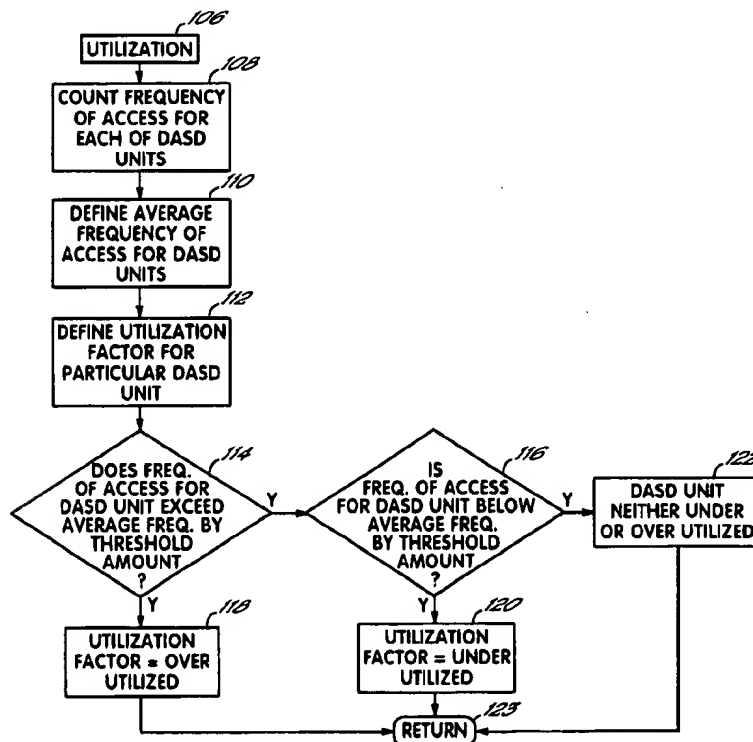 106
UTILIZATION
108
COUNT FREQUENCY
OF ACCESS FOR
EACH OF DASD
UNITS
110
DEFINE AVERAGE
FREQUENCY OF
ACCESS FOR DASD
UNITS
112
DEFINE UTILIZATION
FACTOR FOR
PARTICULAR DASD
UNIT
114
DOES FREQ.
OF ACCESS FOR
DASD UNIT EXCEED
AVERAGE FREQ. BY
THRESHOLD
AMOUNT
?
Y
Y
116
IS
FREQ. OF ACCESS
FOR DASD UNIT BELOW
AVERAGE FREQ.
BY THRESHOLD
AMOUNT
?
Y
Y
122
DASD UNIT
NEITHER UNDER
OR OVER UTILIZED
118
UTILIZATION
FACTOR = OVER
UTILIZED
120
UTILIZATION
FACTOR = UNDER
UTILIZED
RETURN
123